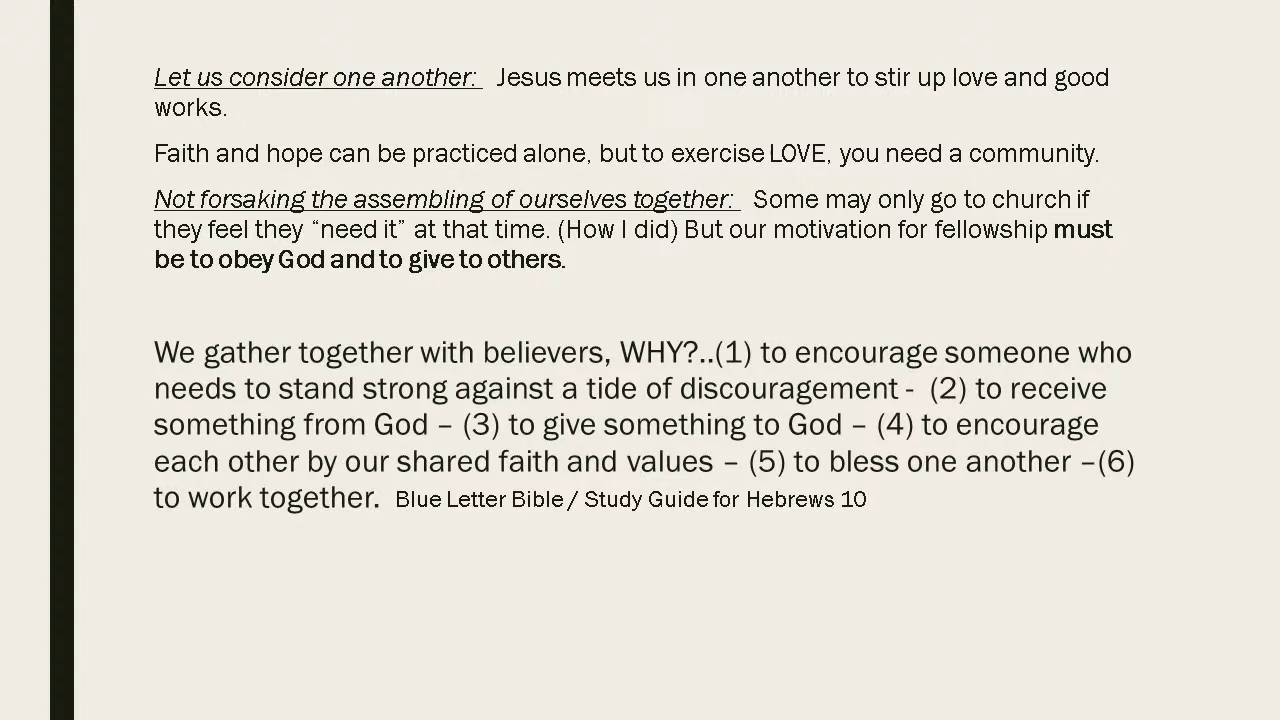 Let us consider one another: Jesus meets us in one another to stir up love and good
works.
Faith and hope can be practiced alone, but to exercise LOVE, you need a community.
Not forsaking the assembling of ourselves together: Some may only go to church if
they feel they “need it” at that time. (How I did) But our motivation for fellowship must
be to obey God and to give to others.
We gather together with believers, WHY?..(1) to encourage someone who
needs to stand strong against a tide of discouragement - (2) to receive
something from God – (3) to give something to God – (4) to encourage
each other by our shared faith and values – (5) to bless one another –(6)
to work together. Blue Letter Bible / Study Guide for Hebrews 10